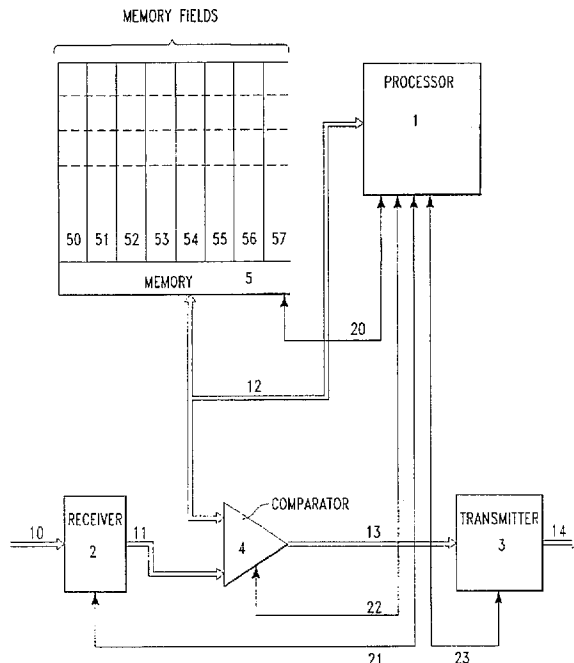 MEMORY FIELDS
PROCESSOR
1
50 51 52 53 54 55 56 57
MEMORY 5
20
12
COMPARATOR
RECEIVER
2
10
11
4
13
TRANSMITTER
3
14
22
21
23